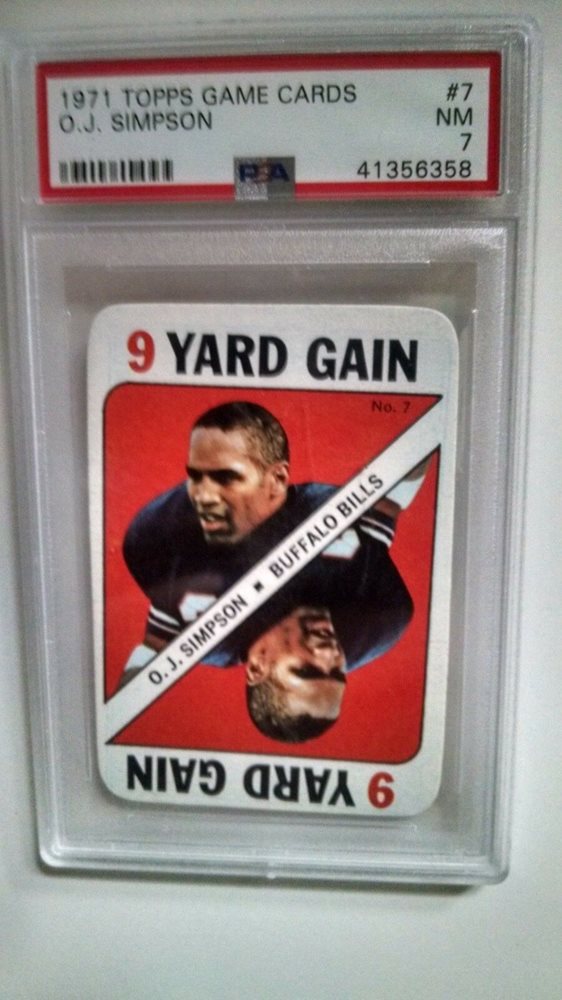 1971 TOPPS GAME CARDS #7
O.J. SIMPSON NM
7
PSA 41356358
9 YARD GAIN
No. 7
O.J. SIMPSON ▪ BUFFALO BILLS
9 YARD GAIN